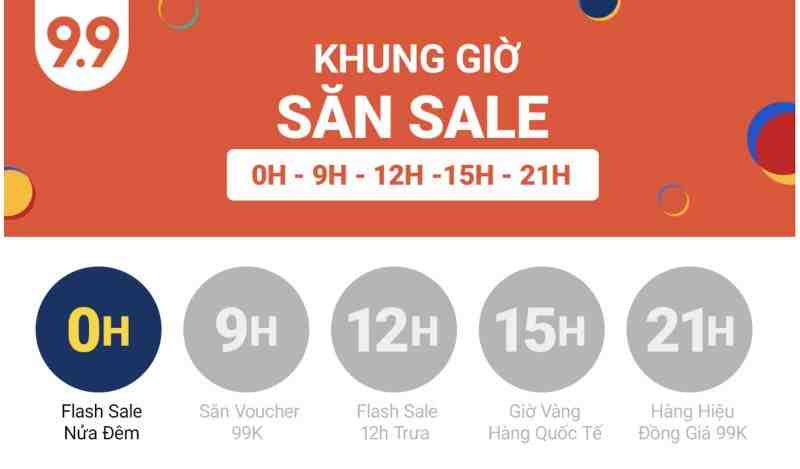 9.9
KHUNG GIỜ
SĂN SALE
0H - 9H - 12H -15H - 21H
0H
9H
12H
15H
21H
Flash Sale
Nửa Đêm
Săn Voucher
99K
Flash Sale
12h Trưa
Giờ Vàng
Hàng Quốc Tế
Hàng Hiệu
Đồng Giá 99K